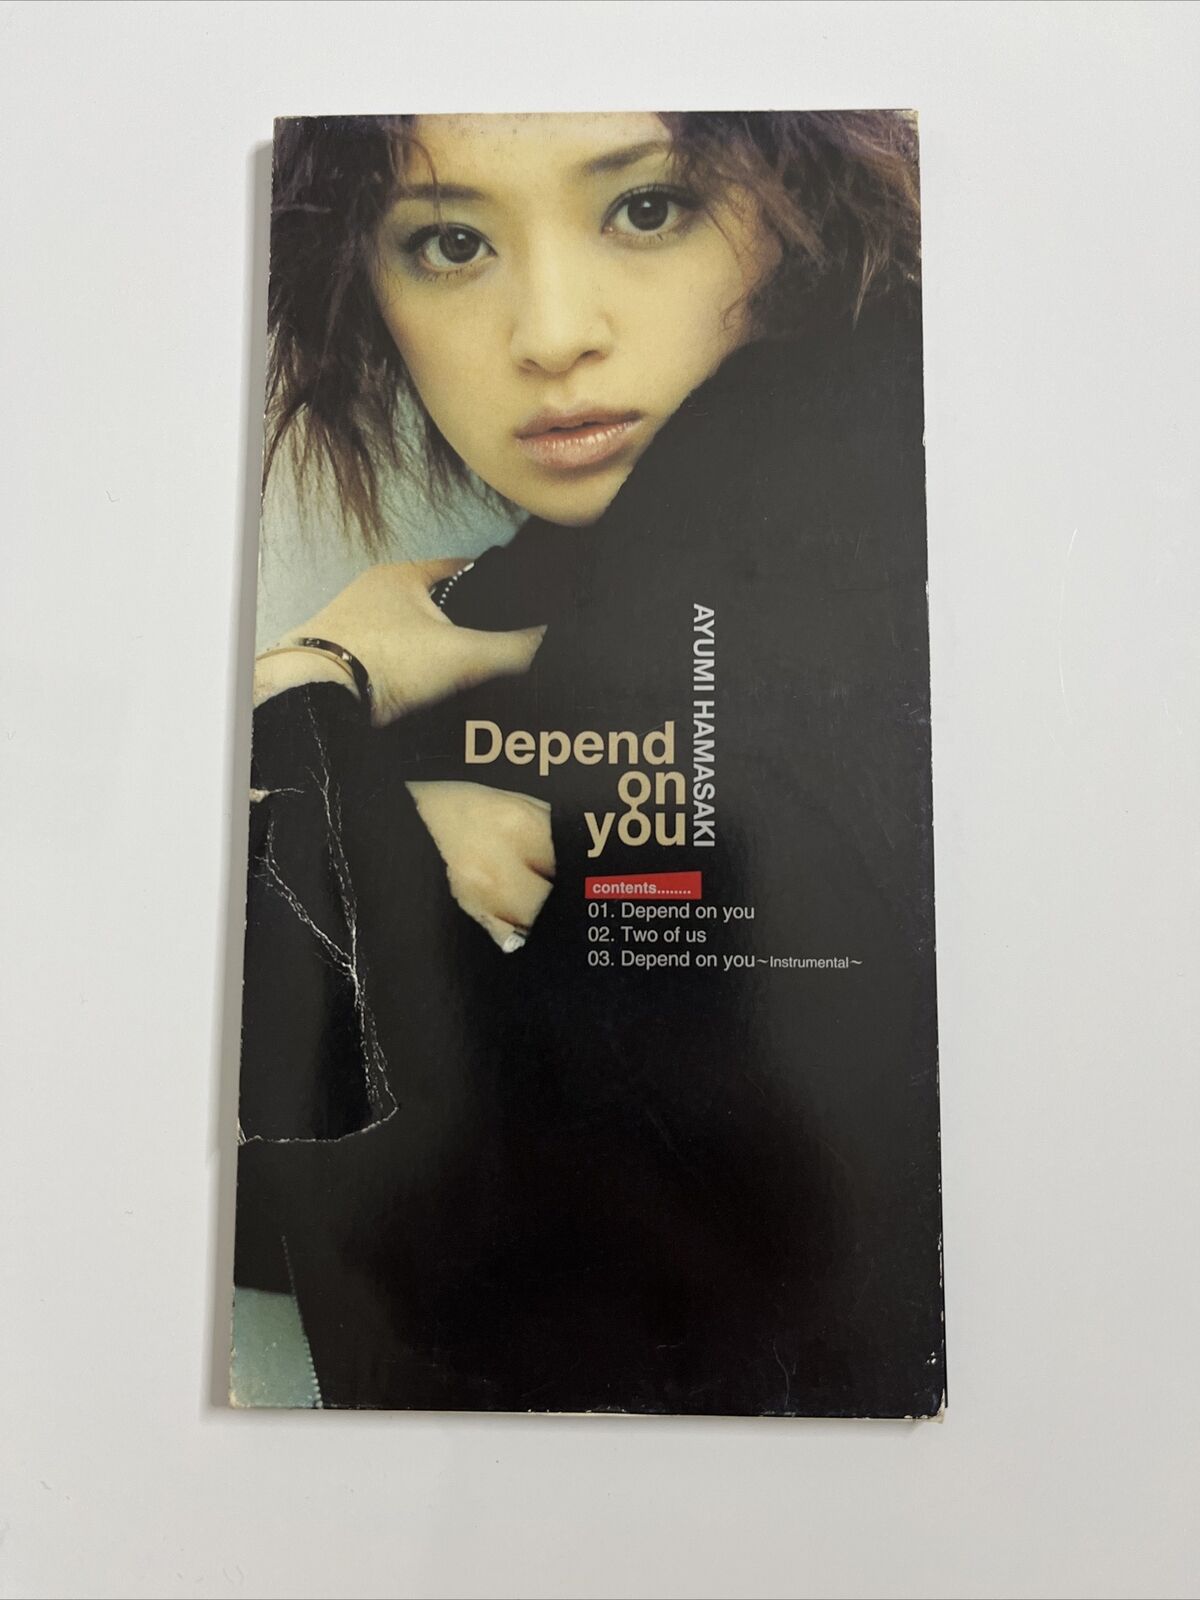 AYUMI HAMASAKI
Depend
on
you
contents........
01. Depend on you
02. Two of us
03. Depend on you~Instrumental~